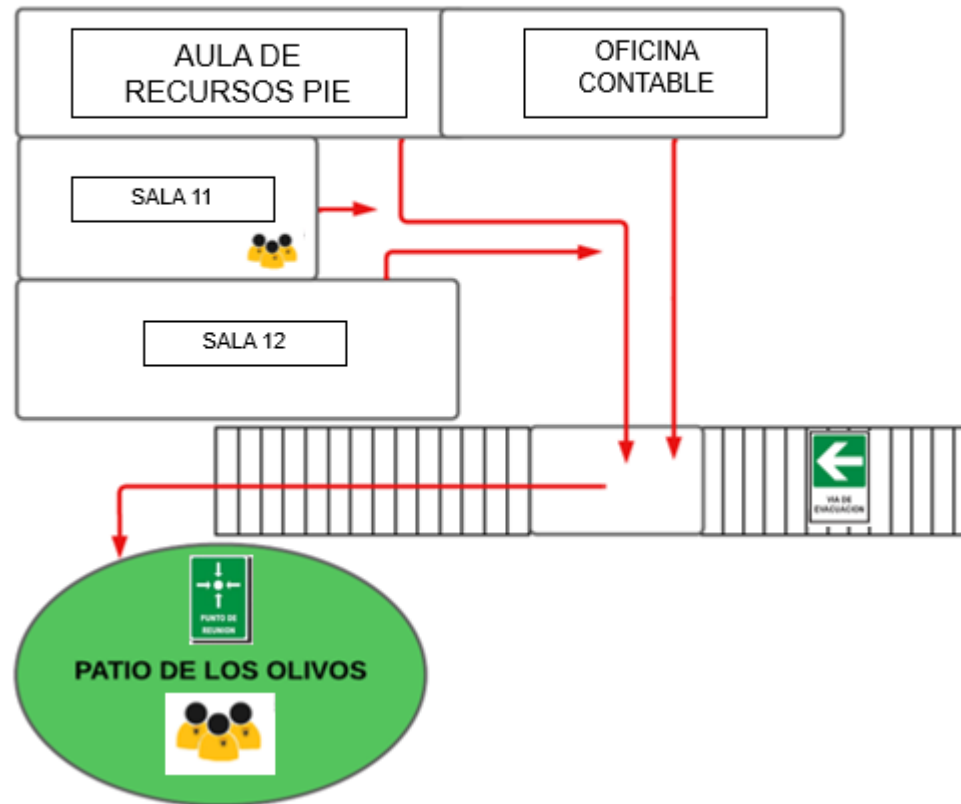 AULA DE
RECURSOS PIE
OFICINA
CONTABLE
SALA 11
SALA 12
VIA DE
EVACUACION
PUNTO DE
REUNION
PATIO DE LOS OLIVOS